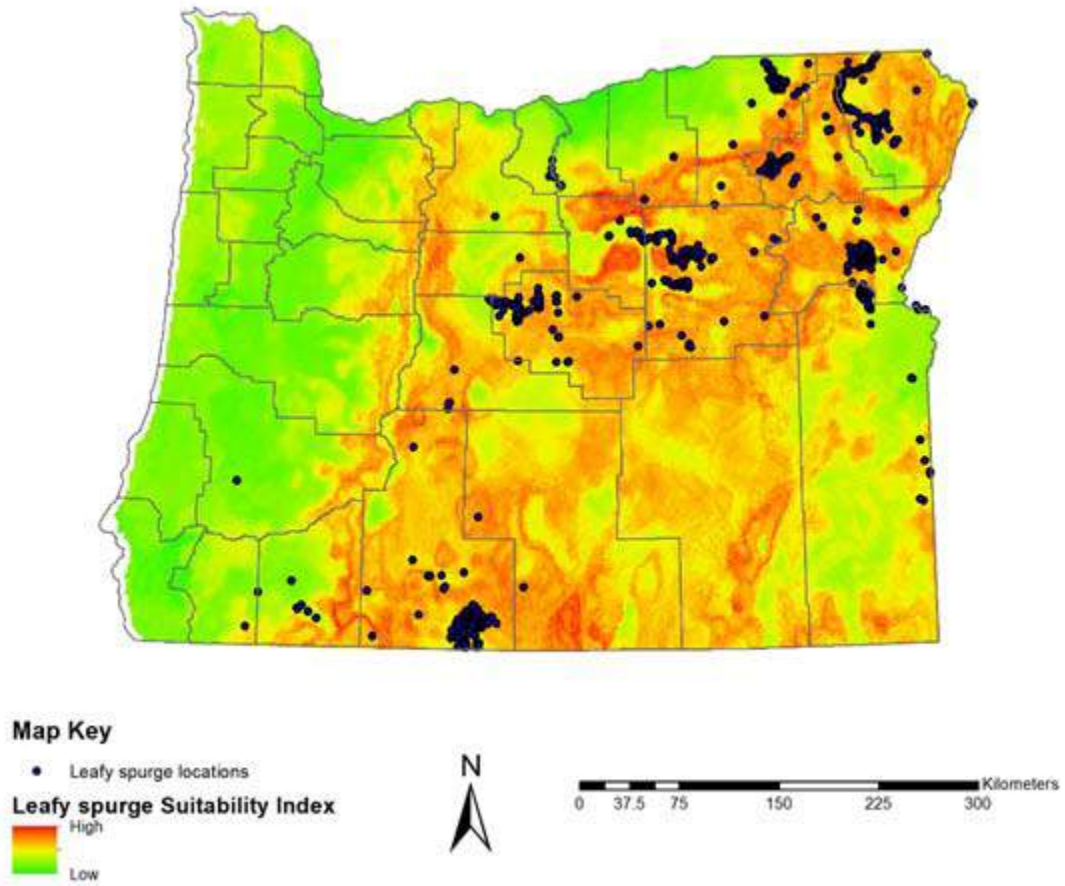 Map Key
Leafy spurge locations
Leafy spurge Suitability Index
High
Low
N
Kilometers
0 37.5 75 150 225 300